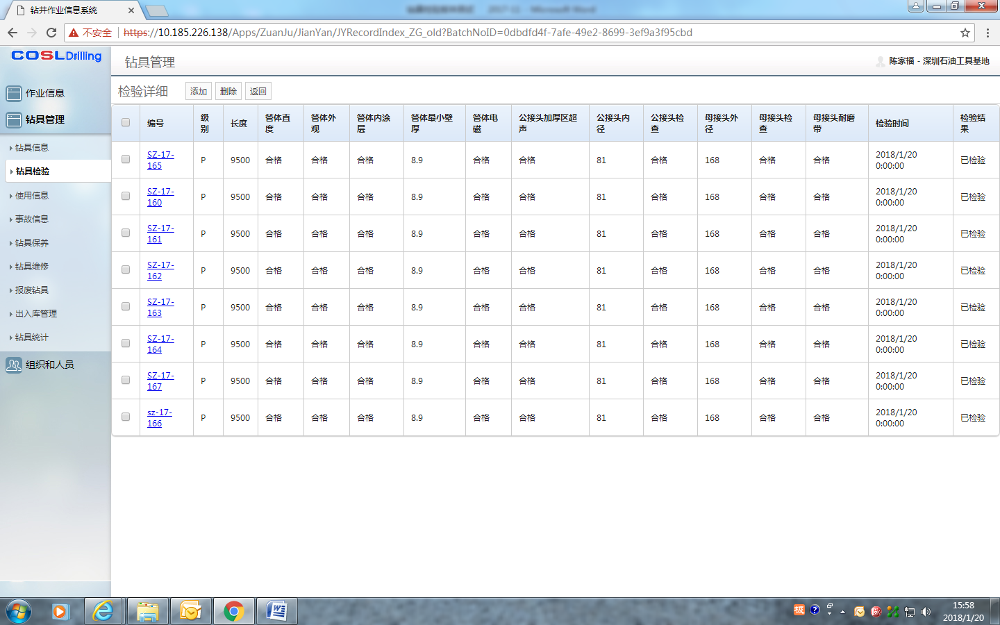 钻井作业信息系统
不安全 https://10.185.226.138/Apps/ZuanJu/JianYan/JYRecordIndex_ZG_old?BatchNoID=0dbdfd4f-7afe-49e2-8699-3ef9a3f95cbd
COSL Drilling
钻具管理
陈家福 - 深圳石油工具基地
作业信息
钻具管理
钻具信息
钻具检验
使用信息
事故信息
钻具保养
钻具维修
报废钻具
出入库管理
钻具统计
组织和人员
检验详细 添加 删除 返回
编号 级别 长度 管体直度 管体外观 管体内涂层 管体最小壁厚 管体电磁 公接头加厚区超声 公接头内径 公接头检查 母接头外径 母接头检查 母接头耐磨带 检验时间 检验结果
SZ-17-165 P 9500 合格 合格 合格 8.9 合格 合格 81 合格 168 合格 合格 2018/1/20 0:00:00 已检验
SZ-17-160 P 9500 合格 合格 合格 8.9 合格 合格 81 合格 168 合格 合格 2018/1/20 0:00:00 已检验
SZ-17-161 P 9500 合格 合格 合格 8.9 合格 合格 81 合格 168 合格 合格 2018/1/20 0:00:00 已检验
SZ-17-162 P 9500 合格 合格 合格 8.9 合格 合格 81 合格 168 合格 合格 2018/1/20 0:00:00 已检验
SZ-17-163 P 9500 合格 合格 合格 8.9 合格 合格 81 合格 168 合格 合格 2018/1/20 0:00:00 已检验
SZ-17-164 P 9500 合格 合格 合格 8.9 合格 合格 81 合格 168 合格 合格 2018/1/20 0:00:00 已检验
SZ-17-167 P 9500 合格 合格 合格 8.9 合格 合格 81 合格 168 合格 合格 2018/1/20 0:00:00 已检验
sz-17-166 P 9500 合格 合格 合格 8.9 合格 合格 81 合格 168 合格 合格 2018/1/20 0:00:00 已检验
极
15:58
2018/1/20